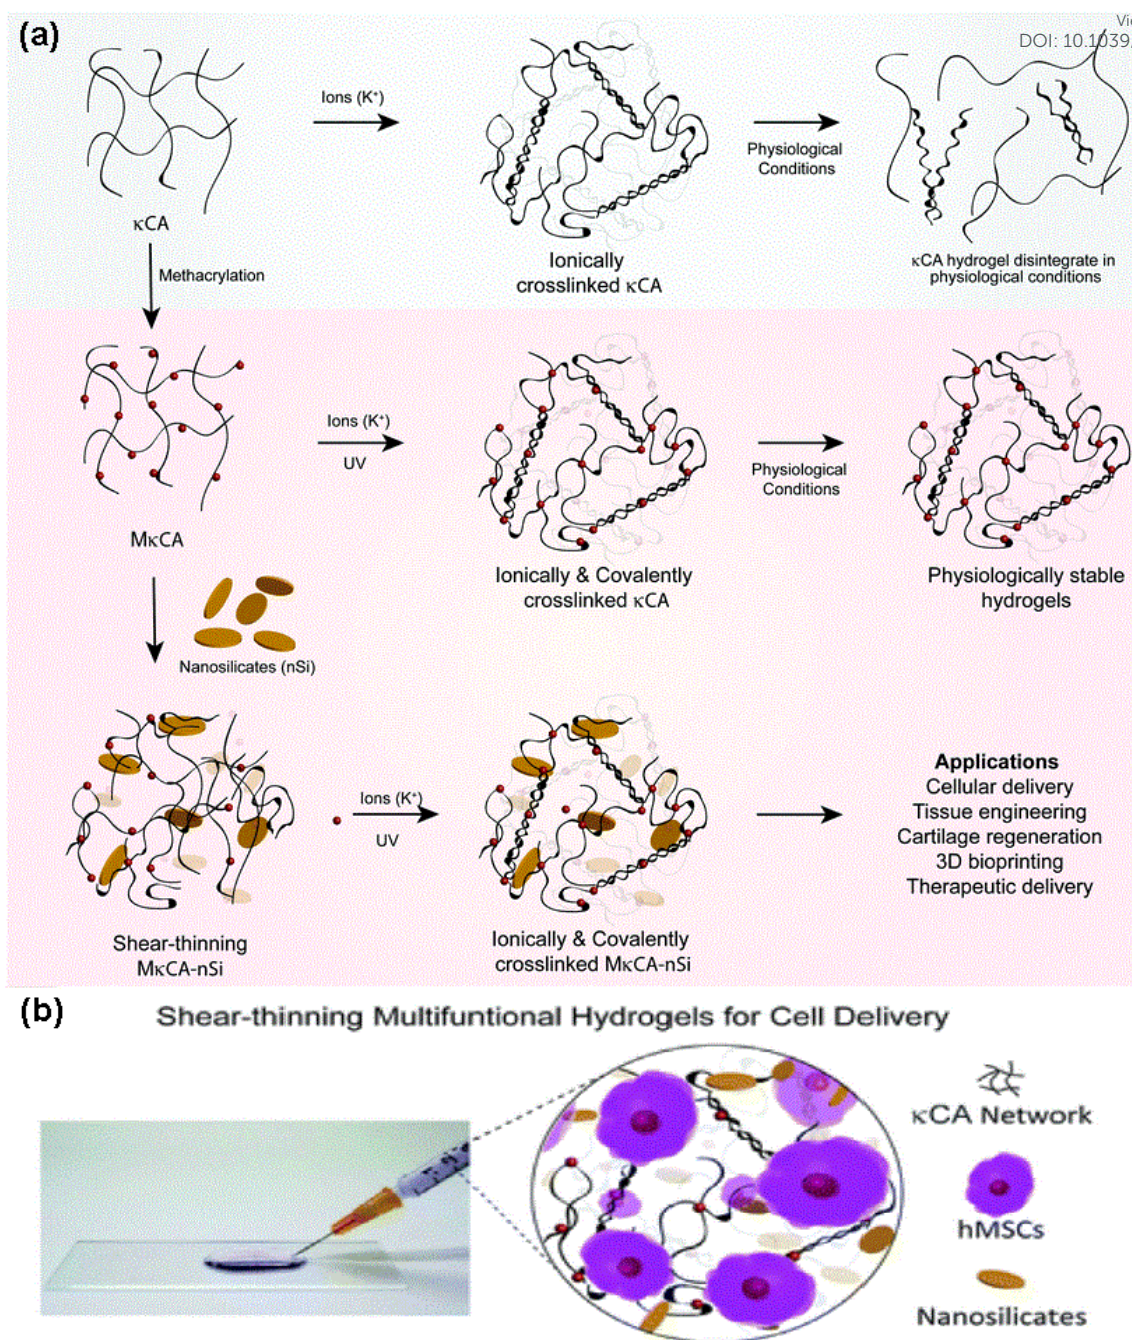 (a)
DOI: 10.1039
Ions (K⁺)
Physiological
Conditions
κCA
Ionically
crosslinked κCA
κCA hydrogel disintegrate in
physiological conditions
Methacrylation
Ions (K⁺)
UV
Physiological
Conditions
MκCA
Ionically & Covalently
crosslinked κCA
Physiologically stable
hydrogels
Nanosilicates (nSi)
Ions (K⁺)
UV
Applications
Cellular delivery
Tissue engineering
Cartilage regeneration
3D bioprinting
Therapeutic delivery
Shear-thinning
MκCA-nSi
Ionically & Covalently
crosslinked MκCA-nSi
(b)
Shear-thinning Multifuntional Hydrogels for Cell Delivery
κCA Network
hMSCs
Nanosilicates